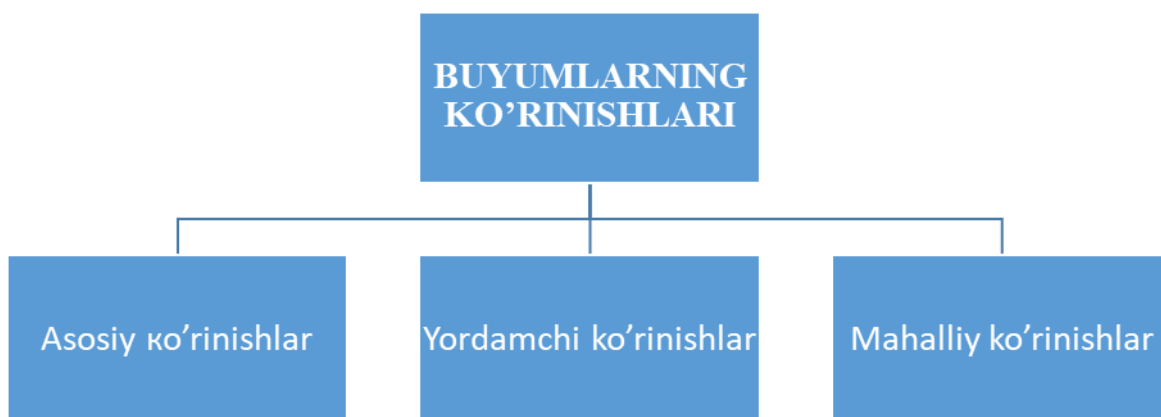 BUYUMLARNING
KO’RINISHLARI
Asosiy кo’rinishlar
Yordamchi ko’rinishlar
Mahalliy ko’rinishlar